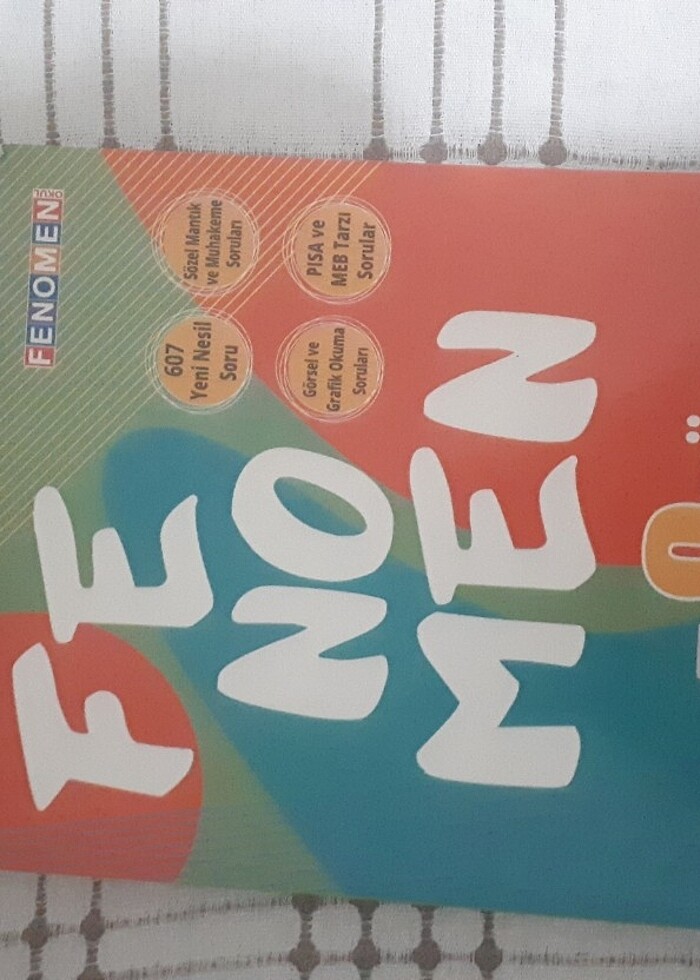 FENOMEN
OKUL
607
Yeni Nesil
Soru
Sözel Mantık
ve Muhakeme
Soruları
Görsel ve
Grafik Okuma
Soruları
PISA ve
MEB Tarzı
Sorular
FE
NO
MEN